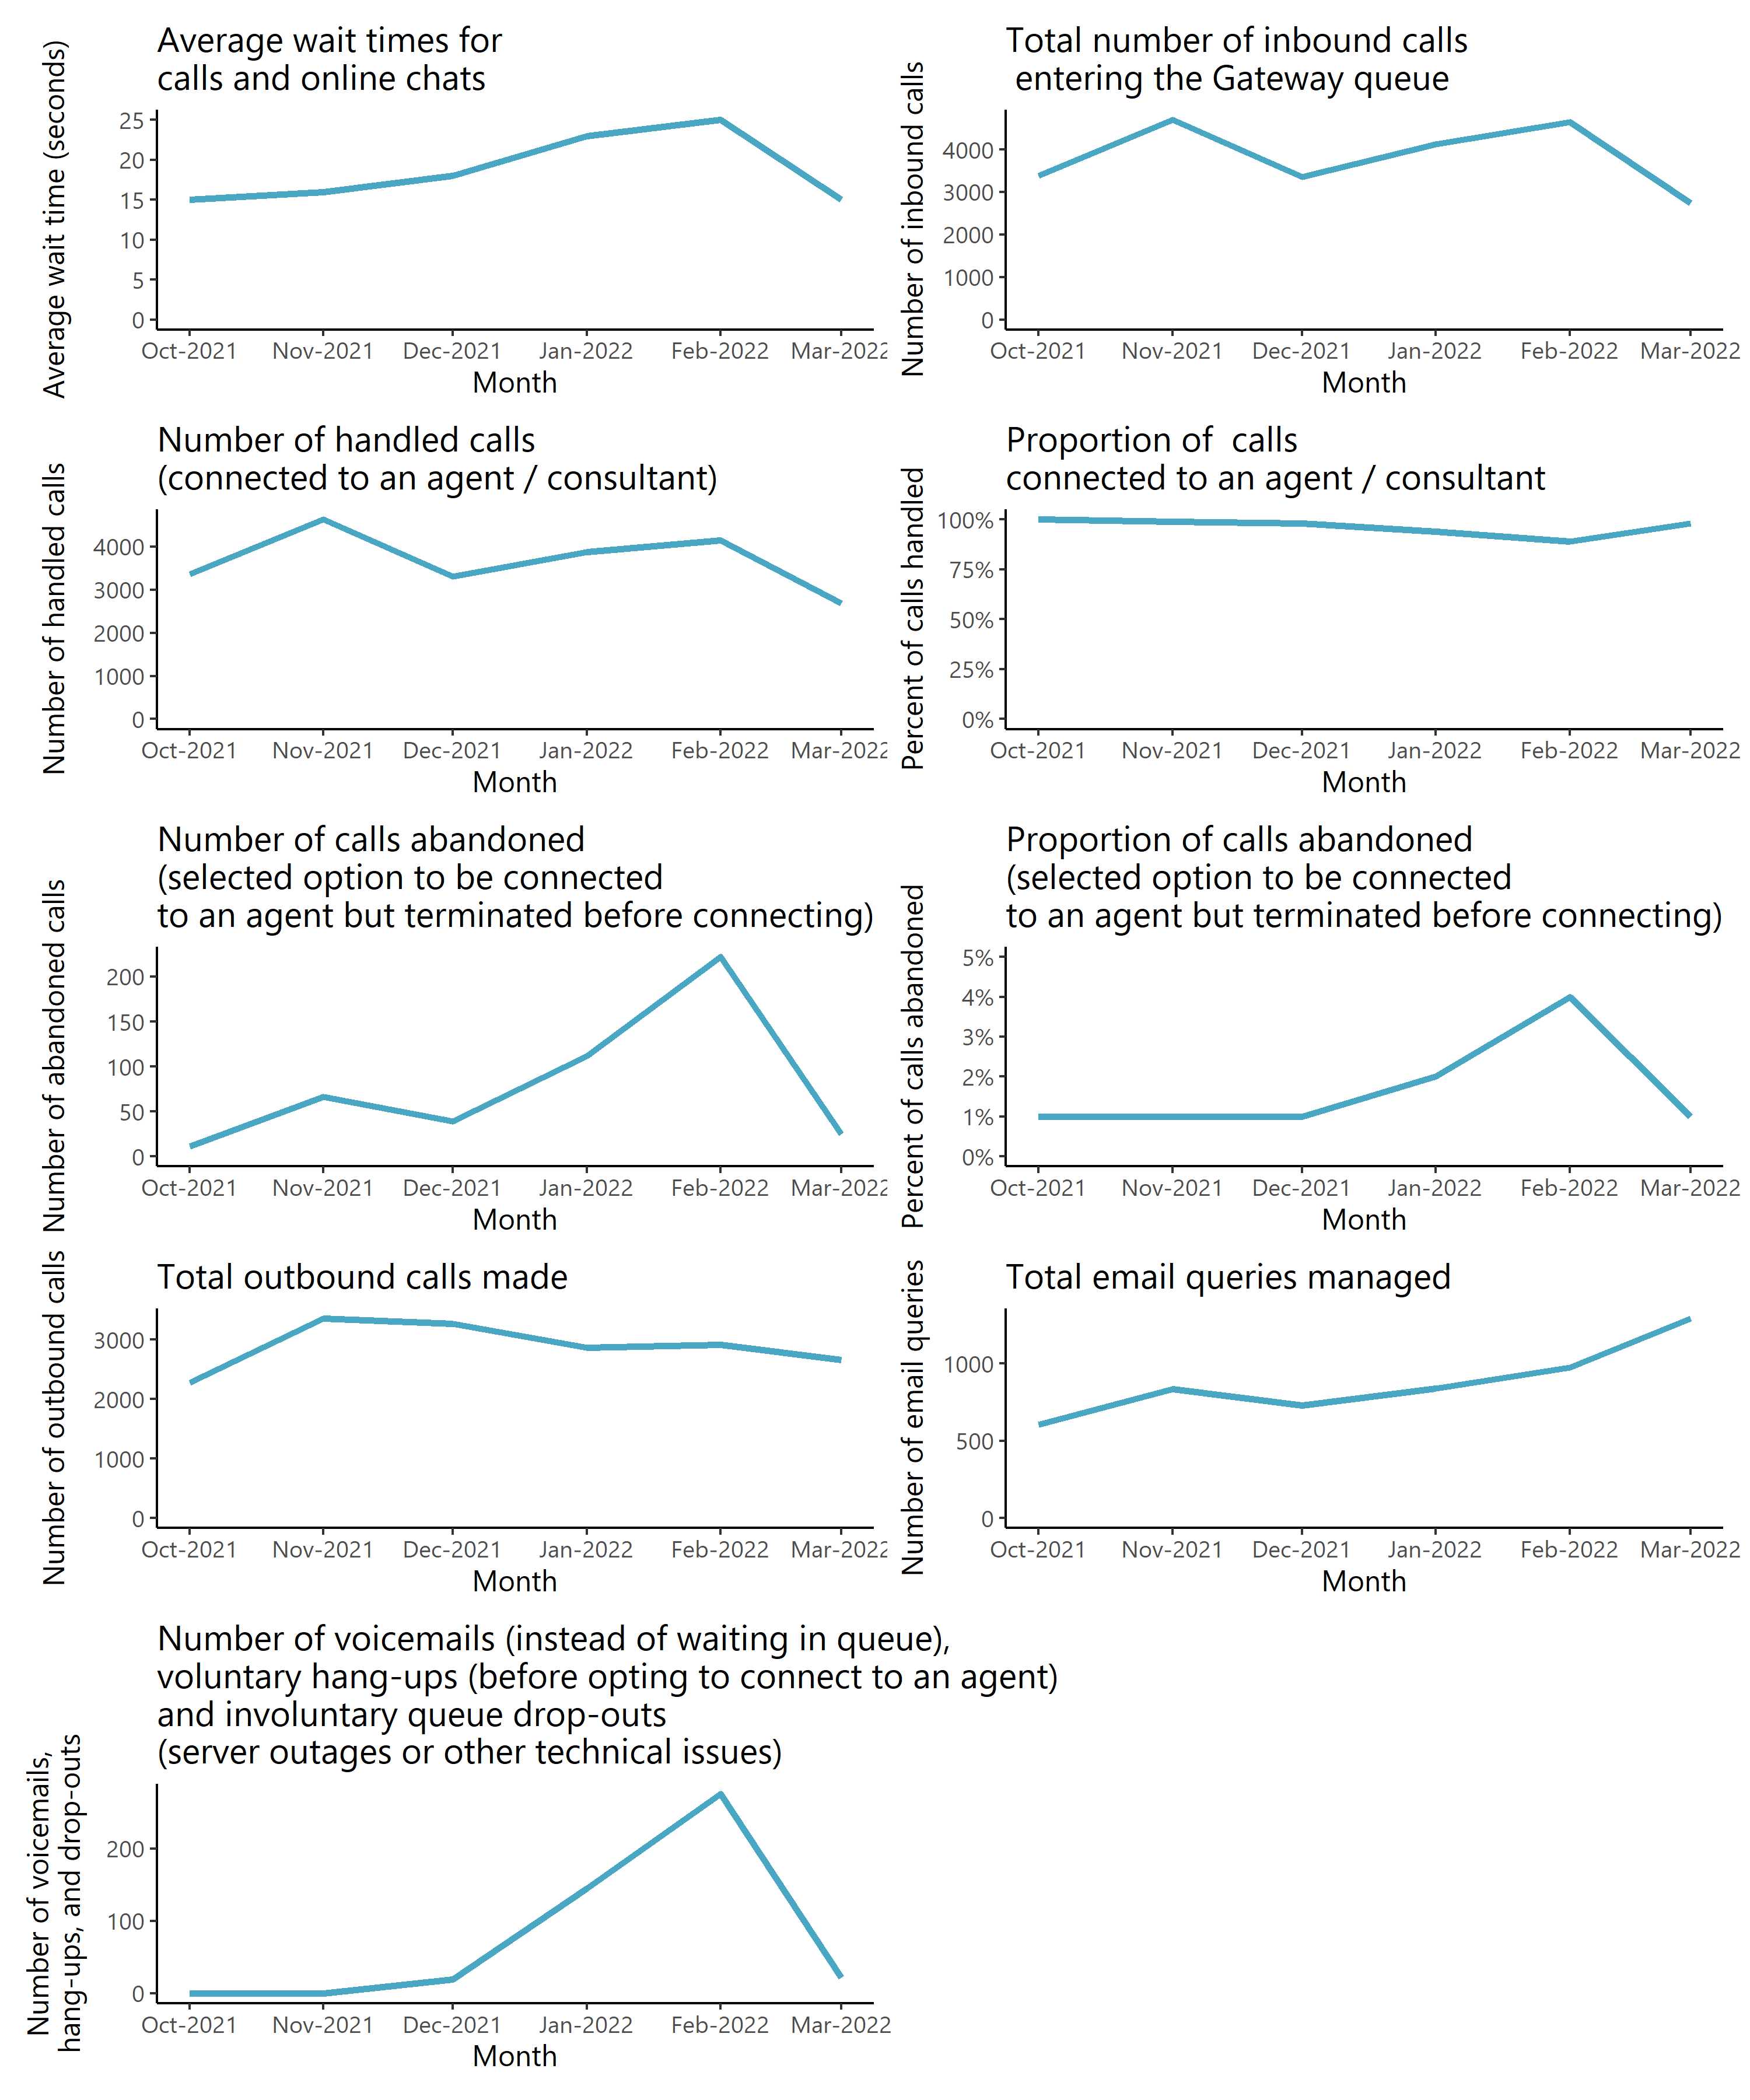 Average wait times for
calls and online chats
Average wait time (seconds)
25
20
15
10
5
0
Oct-2021 Nov-2021 Dec-2021 Jan-2022 Feb-2022 Mar-2022
Month
Total number of inbound calls
entering the Gateway queue
Number of inbound calls
4000
3000
2000
1000
0
Oct-2021 Nov-2021 Dec-2021 Jan-2022 Feb-2022 Mar-2022
Month
Number of handled calls
(connected to an agent / consultant)
Number of handled calls
4000
3000
2000
1000
0
Oct-2021 Nov-2021 Dec-2021 Jan-2022 Feb-2022 Mar-2022
Month
Proportion of  calls
connected to an agent / consultant
Percent of calls handled
100%
75%
50%
25%
0%
Oct-2021 Nov-2021 Dec-2021 Jan-2022 Feb-2022 Mar-2022
Month
Number of calls abandoned
(selected option to be connected
to an agent but terminated before connecting)
Number of abandoned calls
200
150
100
50
0
Oct-2021 Nov-2021 Dec-2021 Jan-2022 Feb-2022 Mar-2022
Month
Proportion of calls abandoned
(selected option to be connected
to an agent but terminated before connecting)
Percent of calls abandoned
5%
4%
3%
2%
1%
0%
Oct-2021 Nov-2021 Dec-2021 Jan-2022 Feb-2022 Mar-2022
Month
Total outbound calls made
Number of outbound calls
3000
2000
1000
0
Oct-2021 Nov-2021 Dec-2021 Jan-2022 Feb-2022 Mar-2022
Month
Total email queries managed
Number of email queries
1000
500
0
Oct-2021 Nov-2021 Dec-2021 Jan-2022 Feb-2022 Mar-2022
Month
Number of voicemails (instead of waiting in queue),
voluntary hang-ups (before opting to connect to an agent)
and involuntary queue drop-outs
(server outages or other technical issues)
Number of voicemails,
hang-ups, and drop-outs
200
100
0
Oct-2021 Nov-2021 Dec-2021 Jan-2022 Feb-2022 Mar-2022
Month